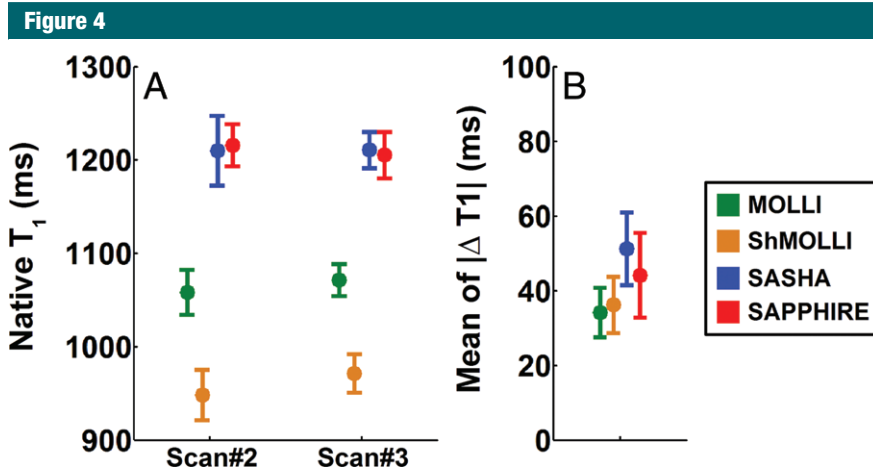 Figure 4
A
Native T1 (ms)
1300
1200
1100
1000
900
Scan#2 Scan#3
B
Mean of |Δ T1| (ms)
100
80
60
40
20
0
MOLLI
ShMOLLI
SASHA
SAPPHIRE